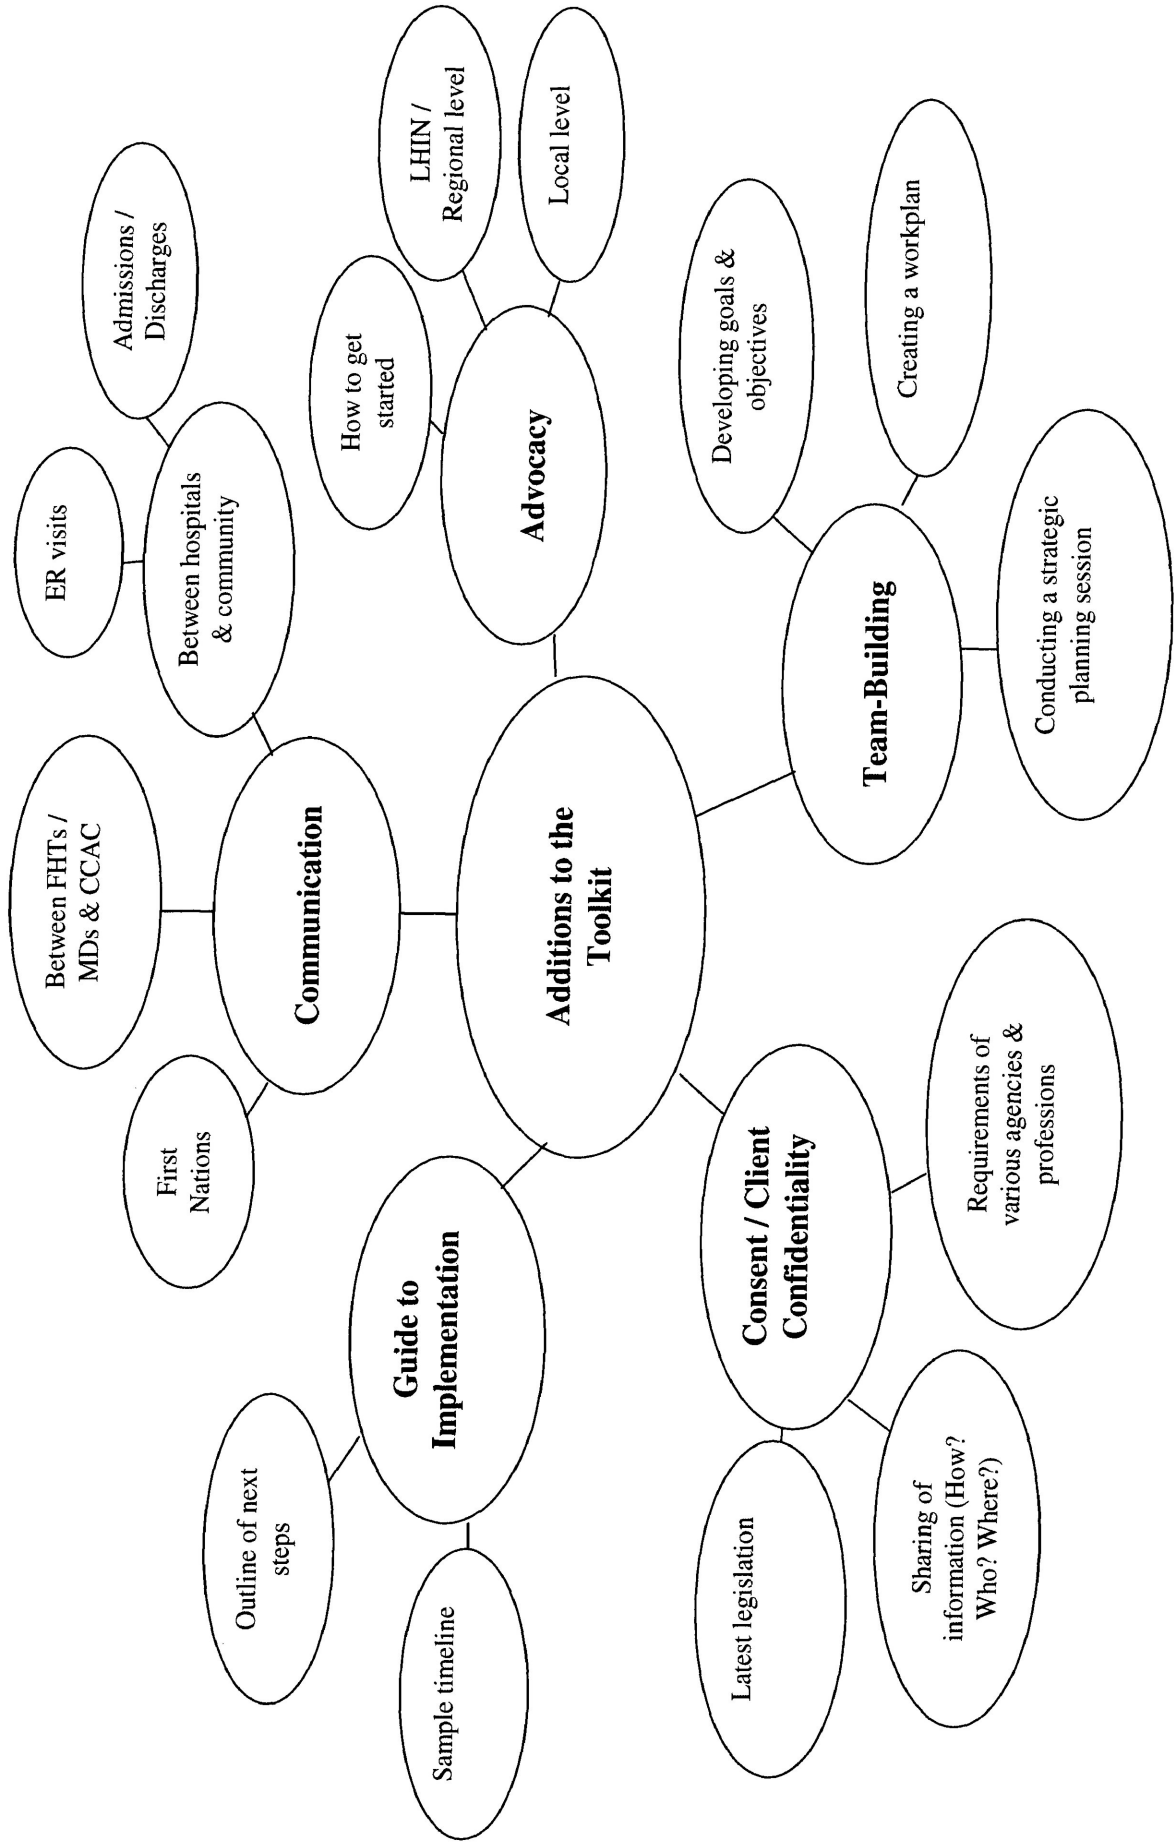 Between FHTs /
MDs & CCAC
ER visits
First
Nations
Admissions /
Discharges
Between hospitals
& community
Communication
Outline of next
steps
How to get
started
LHIN /
Regional level
Guide to
Implementation
Sample timeline
Advocacy
Local level
Additions to the
Toolkit
Developing goals &
objectives
Latest legislation
Consent / Client
Confidentiality
Team-Building
Creating a workplan
Sharing of
information (How?
Who? Where?)
Requirements of
various agencies &
professions
Conducting a strategic
planning session